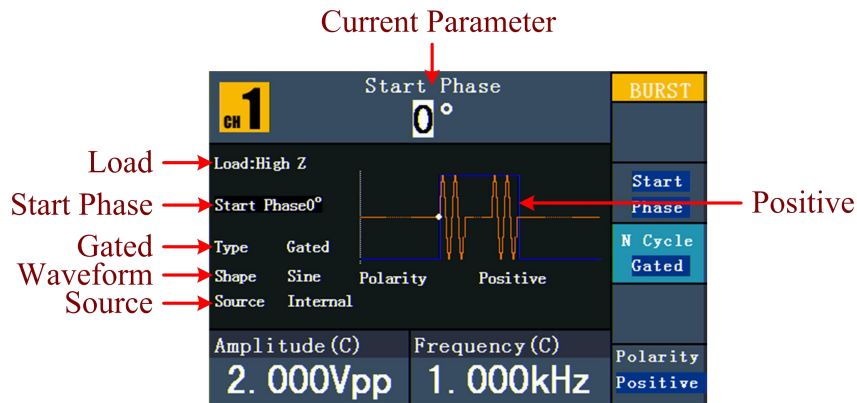 Current Parameter
CH 1
Start Phase
0°
BURST
Load
Load:High Z
Start Phase
Start Phase0°
Start
Phase
Positive
Gated
Type Gated
N Cycle
Gated
Waveform
Shape Sine
Polarity Positive
Source
Source Internal
Amplitude(C)
2.000Vpp
Frequency(C)
1.000kHz
Polarity
Positive